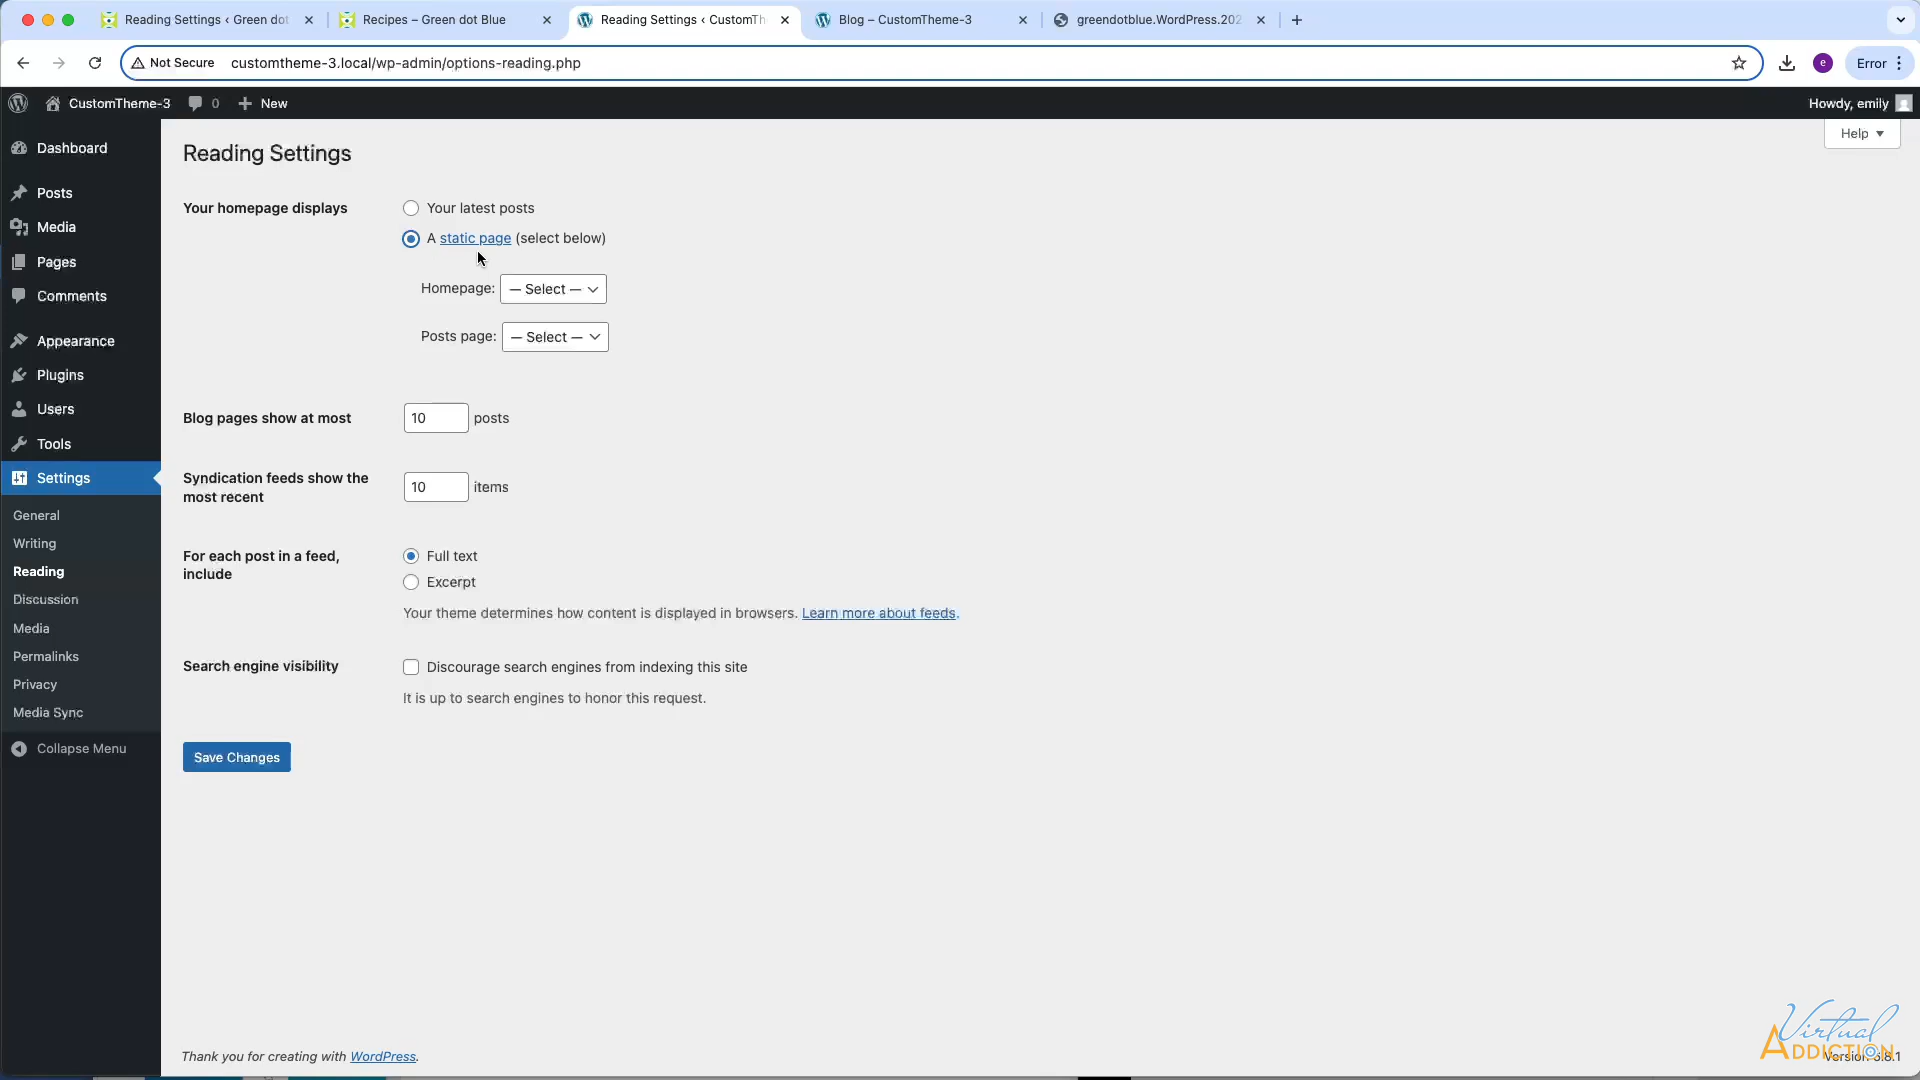 Reading Settings ‹ Green dot
Recipes – Green dot Blue
Reading Settings ‹ CustomTh
Blog – CustomTheme-3
greendotblue.WordPress.202
Not Secure
customtheme-3.local/wp-admin/options-reading.php
e
Error
CustomTheme-3
0
New
Howdy, emily
Help
Dashboard
Posts
Media
Pages
Comments
Appearance
Plugins
Users
Tools
Settings
General
Writing
Reading
Discussion
Media
Permalinks
Privacy
Media Sync
Collapse Menu
Reading Settings
Your homepage displays
Your latest posts
A static page (select below)
Homepage: — Select —
Posts page: — Select —
Blog pages show at most
10 posts
Syndication feeds show the
most recent
10 items
For each post in a feed,
include
Full text
Excerpt
Your theme determines how content is displayed in browsers. Learn more about feeds.
Search engine visibility
Discourage search engines from indexing this site
It is up to search engines to honor this request.
Save Changes
Thank you for creating with WordPress.
Virtual
ADDICTION